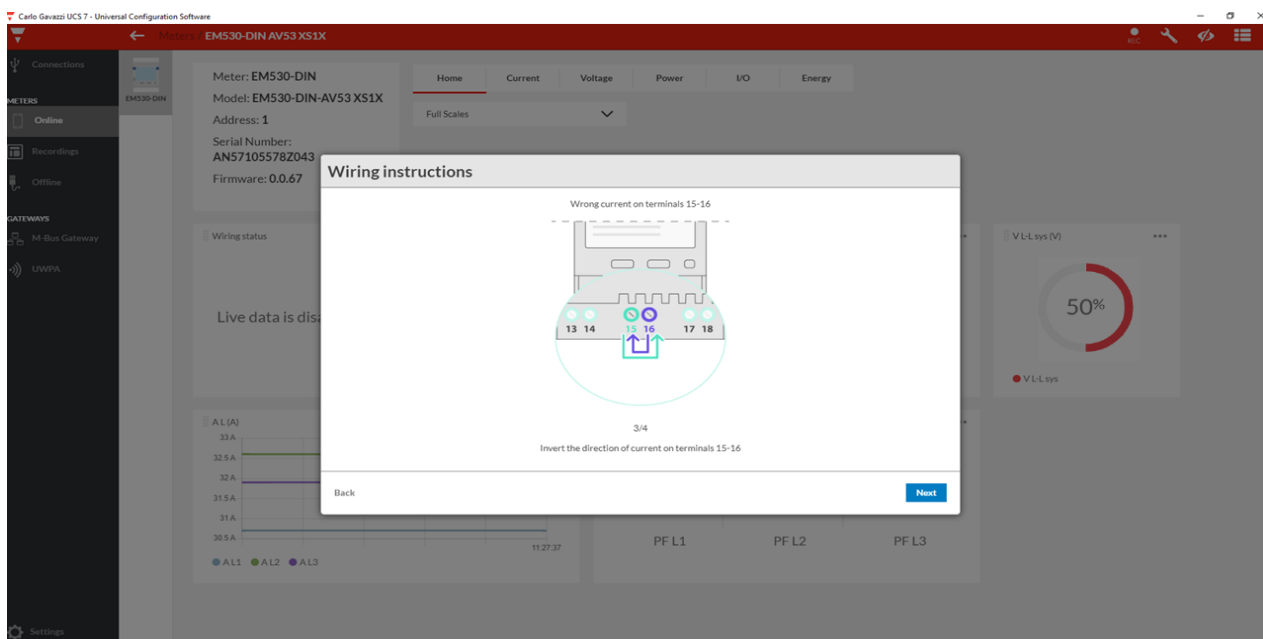 Carlo Gavazzi UCS 7 - Universal Configuration Software
Meters / EM530-DIN AV53 XS1X
REC
Connections
METERS
Online
Recordings
Offline
GATEWAYS
M-Bus Gateway
UWPA
Settings
EM530-DIN
Meter: EM530-DIN
Model: EM530-DIN-AV53 XS1X
Address: 1
Serial Number:
AN57105578Z043
Firmware: 0.0.67
Home Current Voltage Power I/O Energy
Full Scales
Wiring status
Live data is disa
Wiring instructions
Wrong current on terminals 15-16
13 14 15 16 17 18
3/4
Invert the direction of current on terminals 15-16
Back Next
V L-L sys (V)
50%
V L-L sys
A L (A)
33 A
32.5 A
32 A
31.5 A
31 A
30.5 A
11:27:37
A L1 A L2 A L3
PF L1 PF L2 PF L3